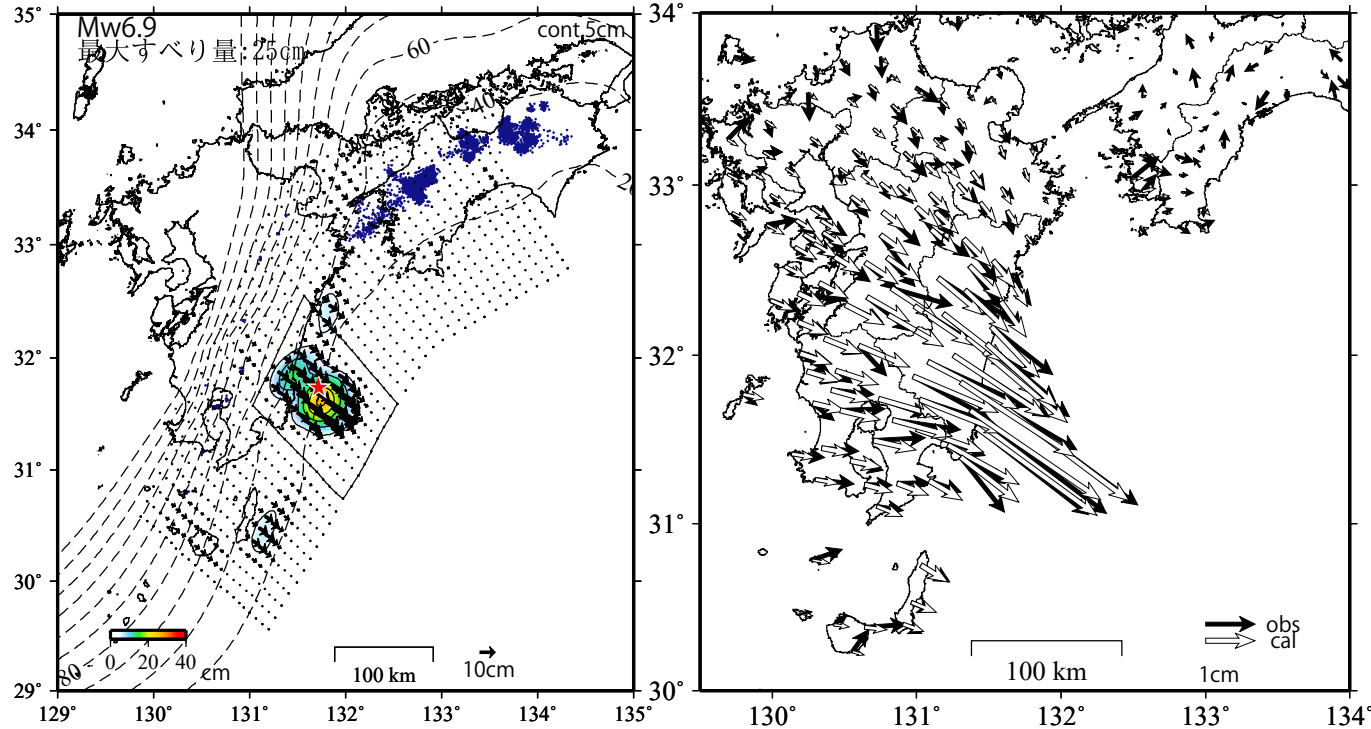 Mw6.9
最大すべり量:25cm
cont.5cm
60
40
20
80
0 20 40
cm
100 km
10cm
35°
34°
33°
32°
31°
30°
29°
129° 130° 131° 132° 133° 134° 135°
34°
33°
32°
31°
30°
130° 131° 132° 133° 134°
obs
cal
100 km
1cm